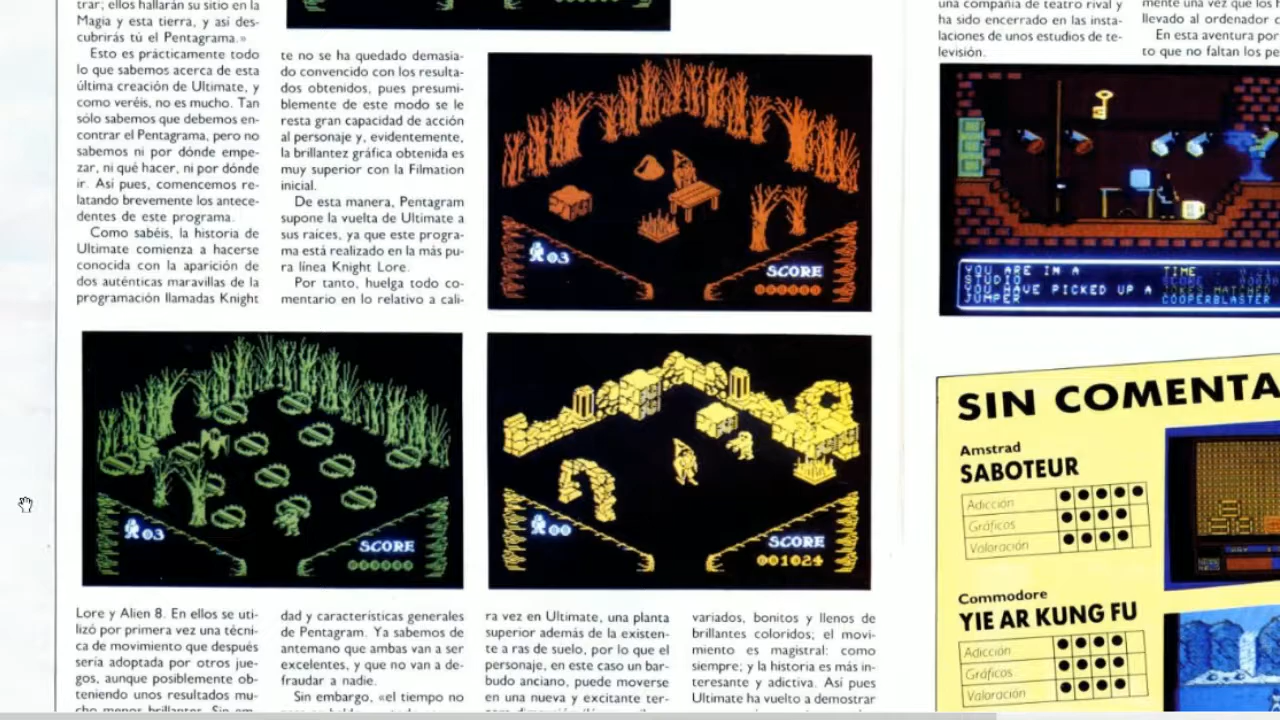 trar; ellos hallarán su sitio en la
Magia y esta tierra, y así des-
cubrirás tú el Pentagrama.»
Esto es prácticamente todo
lo que sabemos acerca de esta
última creación de Ultimate, y
como veréis, no es mucho. Tan
sólo sabemos que debemos en-
contrar el Pentagrama, pero no
sabemos ni por dónde empe-
zar, ni qué hacer, ni por dónde
ir. Así pues, comencemos re-
latando brevemente los antece-
dentes de este programa.
Como sabéis, la historia de
Ultimate comienza a hacerse
conocida con la aparición de
dos auténticas maravillas de la
programación llamadas Knight
Lore y Alien 8. En ellos se uti-
lizó por primera vez una técni-
ca de movimiento que después
sería adoptada por otros jue-
gos, aunque posiblemente ob-
teniendo unos resultados mu-
cho menos brillantes. Sin em-
te no se ha quedado demasia-
do convencido con los resulta-
dos obtenidos, pues presumi-
blemente de este modo se le
resta gran capacidad de acción
al personaje y, evidentemente,
la brillantez gráfica obtenida es
muy superior con la Filmation
inicial.
De esta manera, Pentagram
supone la vuelta de Ultimate a
sus raíces, ya que este progra-
ma está realizado en la más pu-
ra línea Knight Lore.
Por tanto, huelga todo co-
mentario en lo relativo a cali-
dad y características generales
de Pentagram. Ya sabemos de
antemano que ambas van a ser
excelentes, y que no van a de-
fraudar a nadie.
Sin embargo, «el tiempo no
03
SCORE
000000
03
SCORE
000000
00
SCORE
001024
ra vez en Ultimate, una planta
superior además de la existen-
te a ras de suelo, por lo que el
personaje, en este caso un bar-
budo anciano, puede moverse
en una nueva y excitante ter-
variados, bonitos y llenos de
brillantes coloridos; el movi-
miento es magistral: como
siempre; y la historia es más in-
teresante y adictiva. Así pues
Ultimate ha vuelto a demostrar
una compañía de teatro rival y
ha sido encerrado en las insta-
laciones de unos estudios de te-
levisión.
mente una vez que los h
llevado al ordenador c
En esta aventura por
to que no faltan los pe
YOU ARE IN A
STUDIO
YOU HAVE PICKED UP A
JUMPER
TIME
COOPERBLASTER
SIN COMENTA
Amstrad
SABOTEUR
Adicción
Gráficos
Valoración
Commodore
YIE AR KUNG FU
Adicción
Gráficos
Valoración